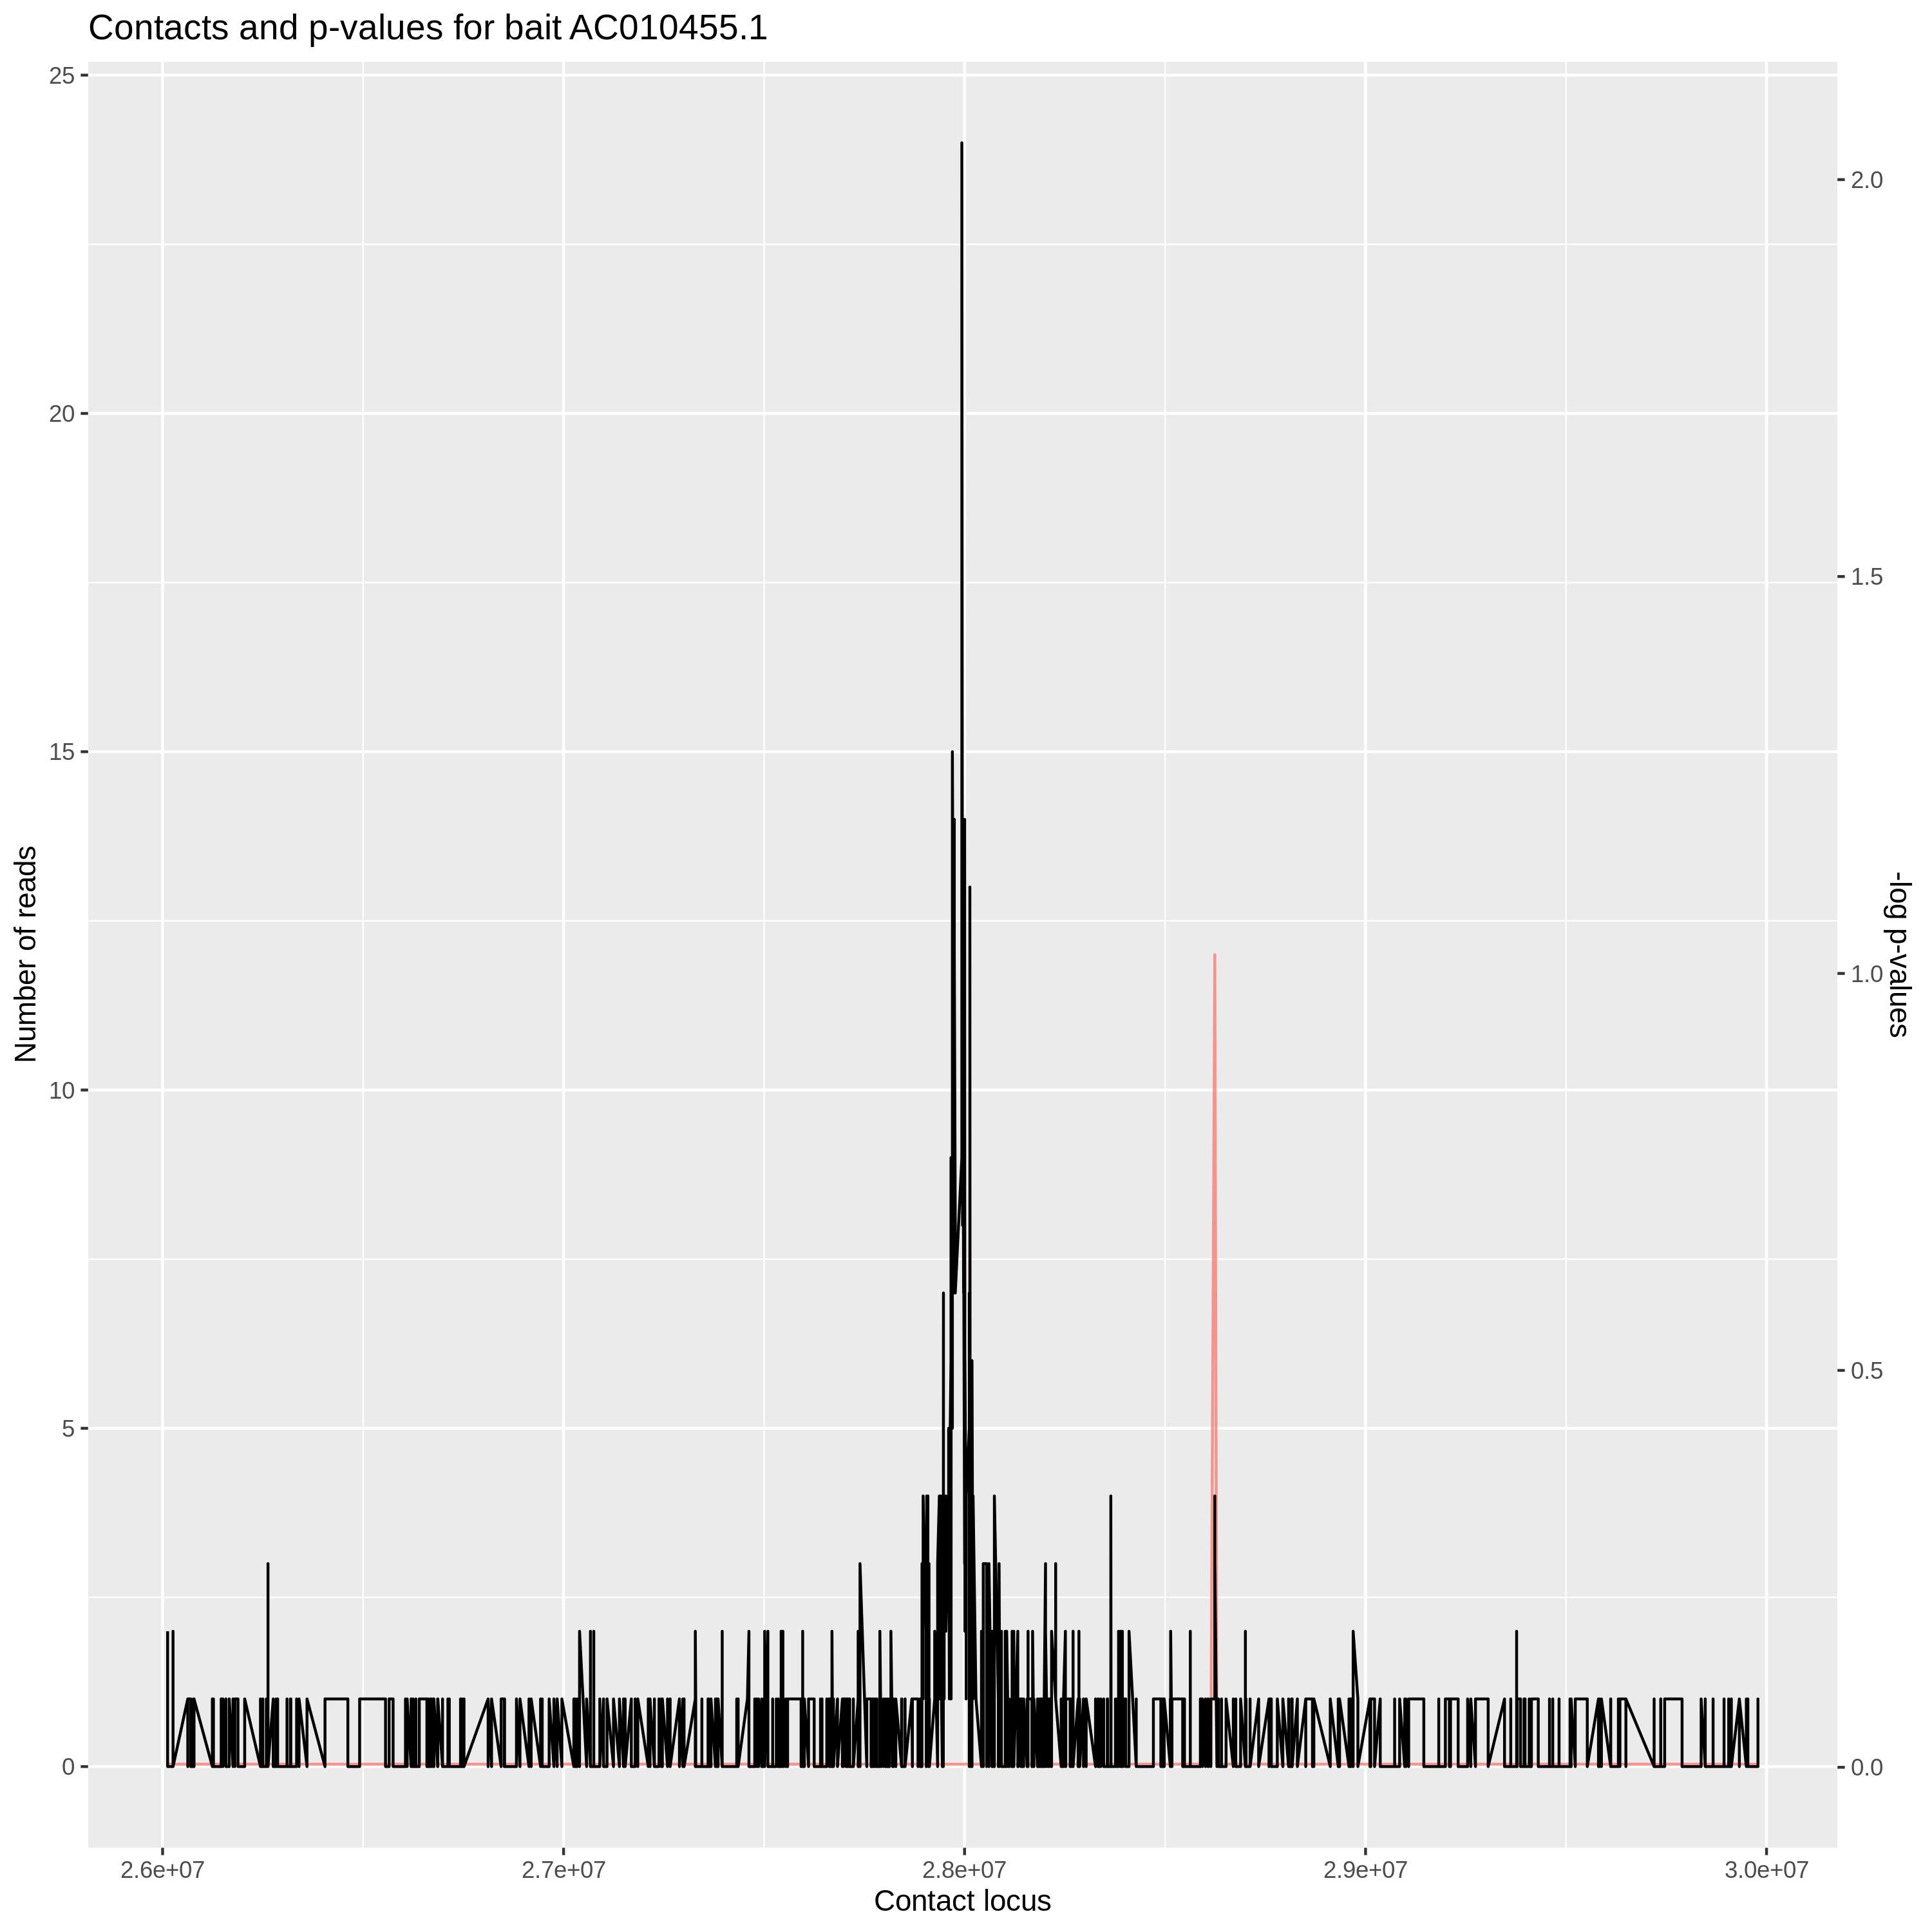 Contacts and p-values for bait AC010455.1
25
20
15
10
5
0
Number of reads
2.0
1.5
1.0
0.5
0.0
-log p-values
2.6e+07
2.7e+07
2.8e+07
2.9e+07
3.0e+07
Contact locus